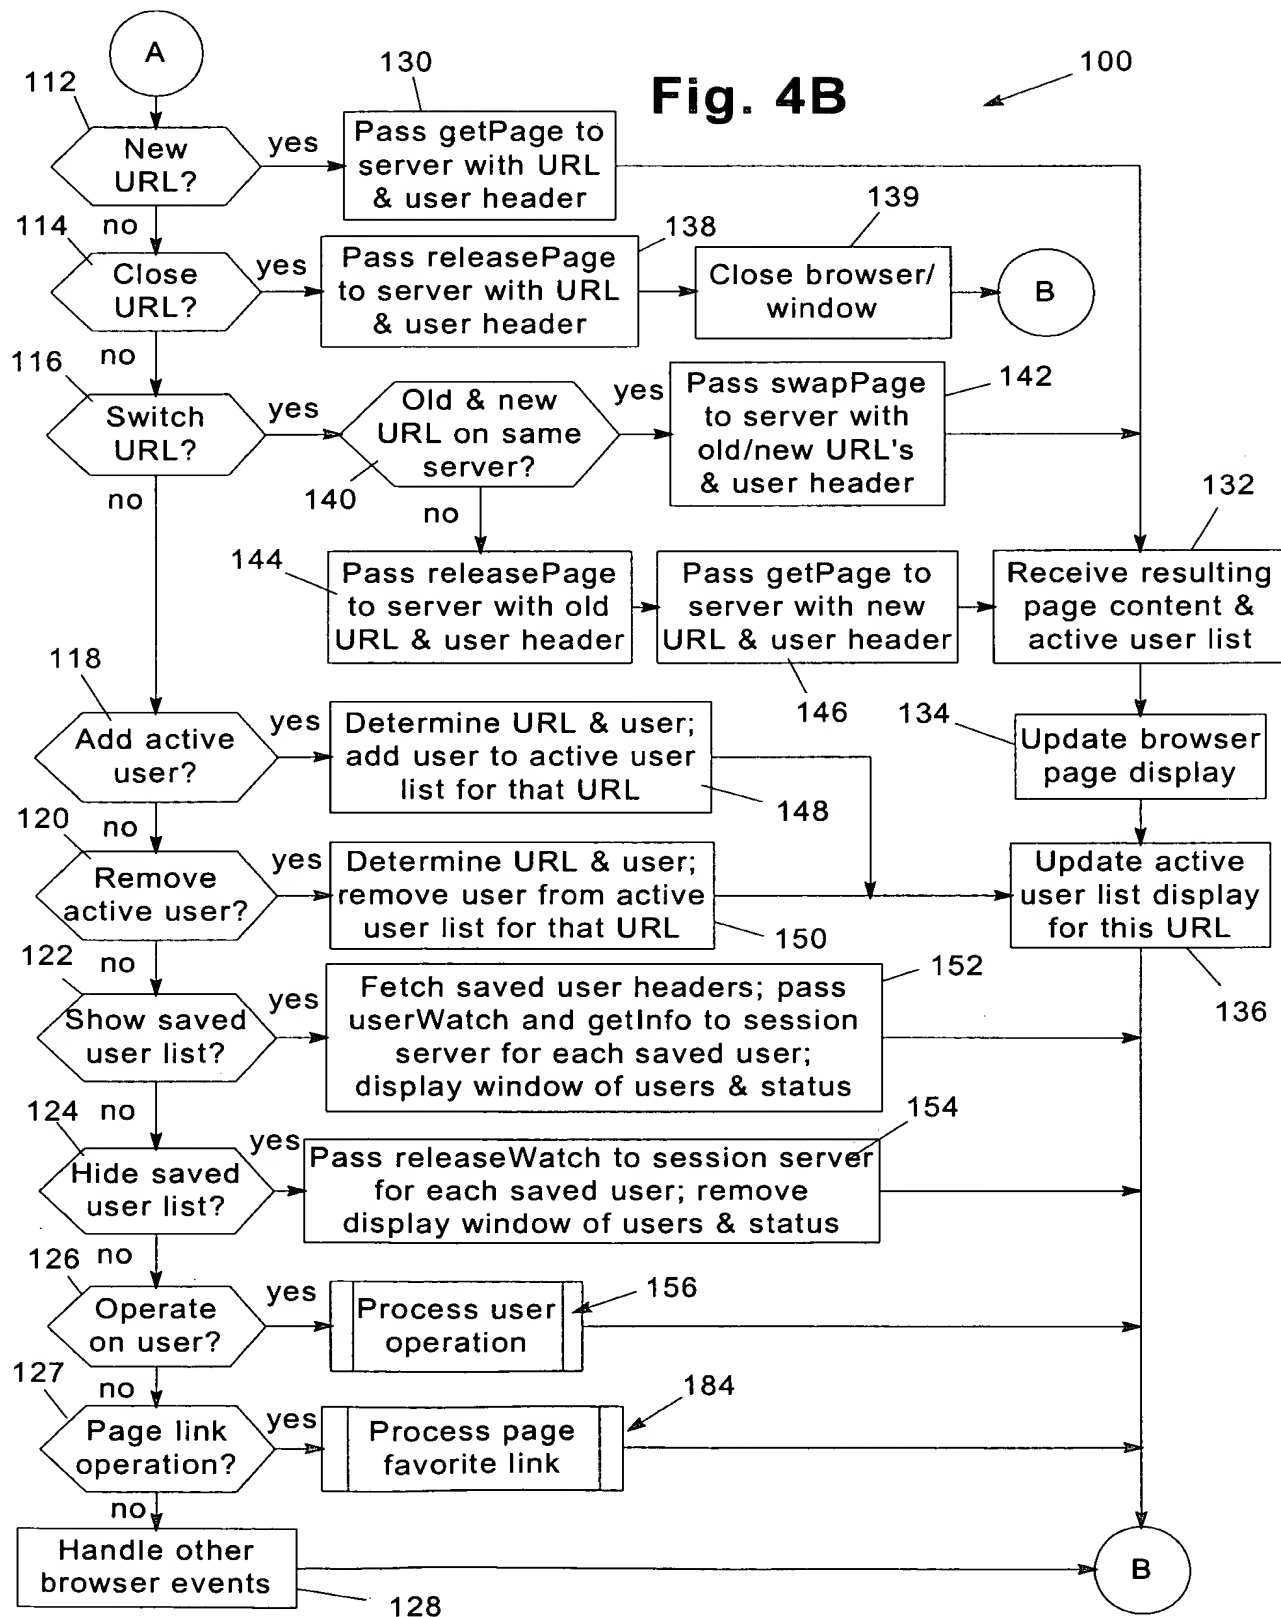 A
Fig. 4B
100
112
New
URL?
yes
130
Pass getPage to
server with URL
& user header
no
114
Close
URL?
yes
138
Pass releasePage
to server with URL
& user header
139
Close browser/
window
B
no
116
Switch
URL?
yes
Old & new
URL on same
server?
140
yes
Pass swapPage
to server with
old/new URL's
& user header
142
no
no
144
Pass releasePage
to server with old
URL & user header
Pass getPage to
server with new
URL & user header
146
132
Receive resulting
page content &
active user list
134
Update browser
page display
118
Add active
user?
yes
Determine URL & user;
add user to active user
list for that URL
148
no
120
Remove
active user?
yes
Determine URL & user;
remove user from active
user list for that URL
150
Update active
user list display
for this URL
136
no
122
Show saved
user list?
yes
Fetch saved user headers; pass
userWatch and getInfo to session
server for each saved user;
display window of users & status
152
no
124
Hide saved
user list?
yes
Pass releaseWatch to session server
for each saved user; remove
display window of users & status
154
no
126
Operate
on user?
yes
Process user
operation
156
no
127
Page link
operation?
yes
Process page
favorite link
184
no
Handle other
browser events
128
B